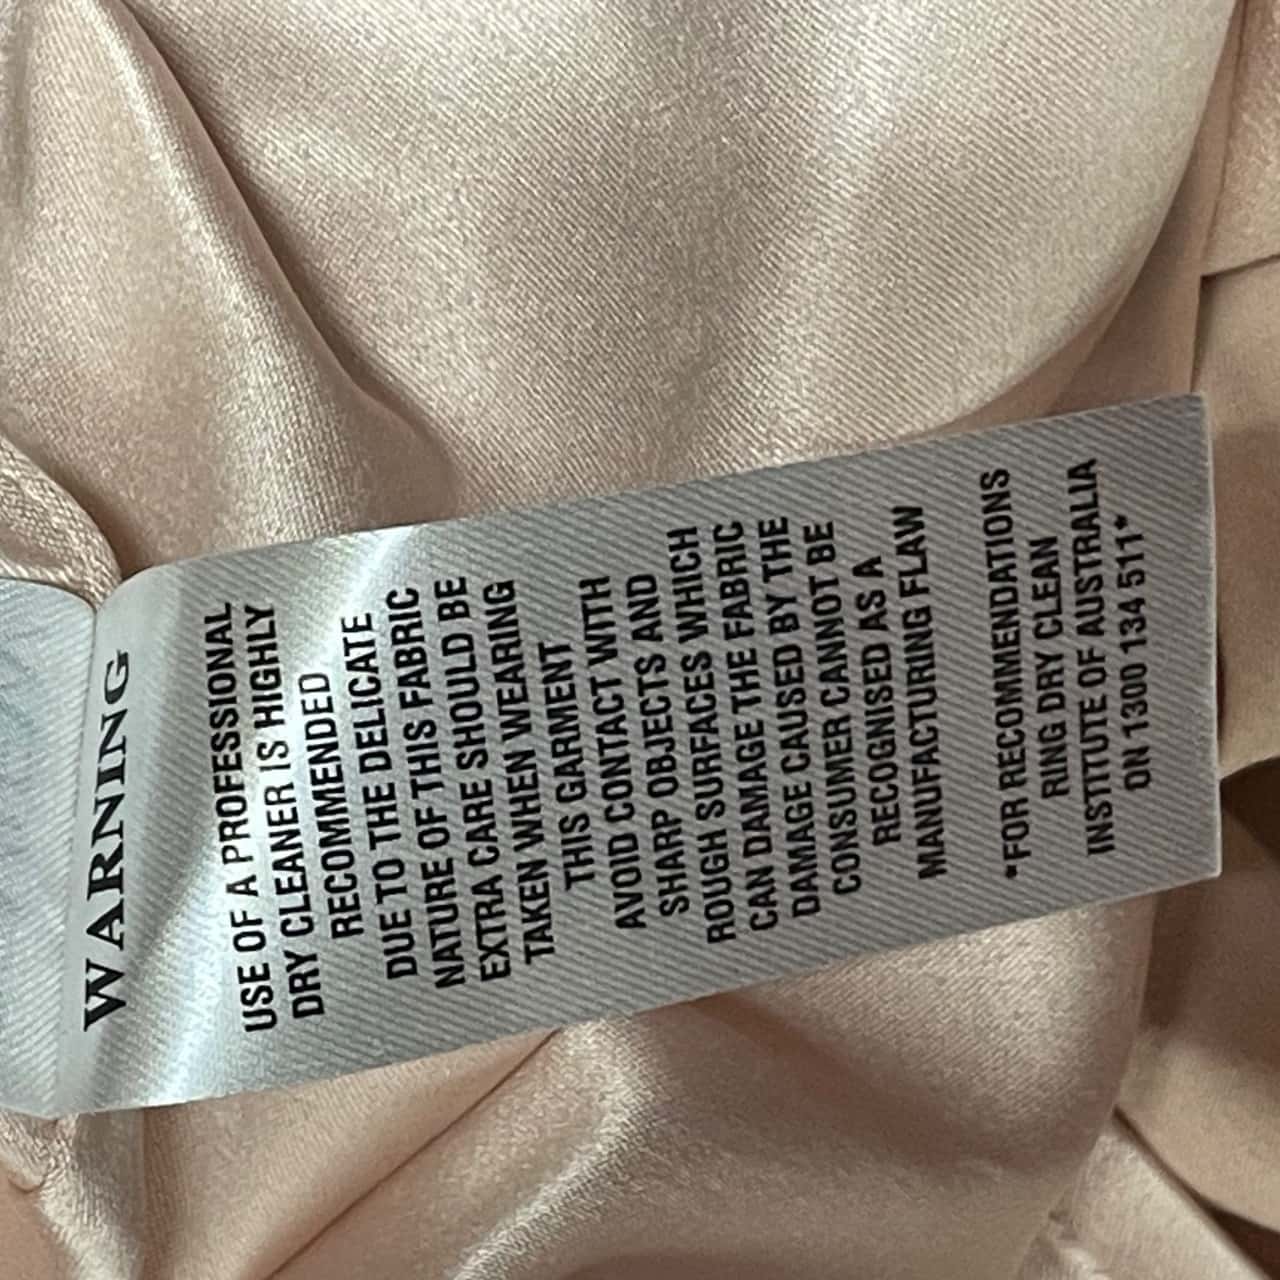 WARNING
USE OF A PROFESSIONAL
DRY CLEANER IS HIGHLY
RECOMMENDED
DUE TO THE DELICATE
NATURE OF THIS FABRIC
EXTRA CARE SHOULD BE
TAKEN WHEN WEARING
THIS GARMENT
AVOID CONTACT WTIH
SHARP OBJECTS AND
ROUGH SURFACES WHICH
CAN DAMAGE THE FABRIC
DAMAGE CAUSED BY THE
CONSUMER CANNOT BE
RECOGNISED AS A
MANUFACTURING FLAW
*FOR RECOMMENDATIONS
RING DRY CLEAN
INSTITUTE OF AUSTRALIA
ON 1300 134 511*